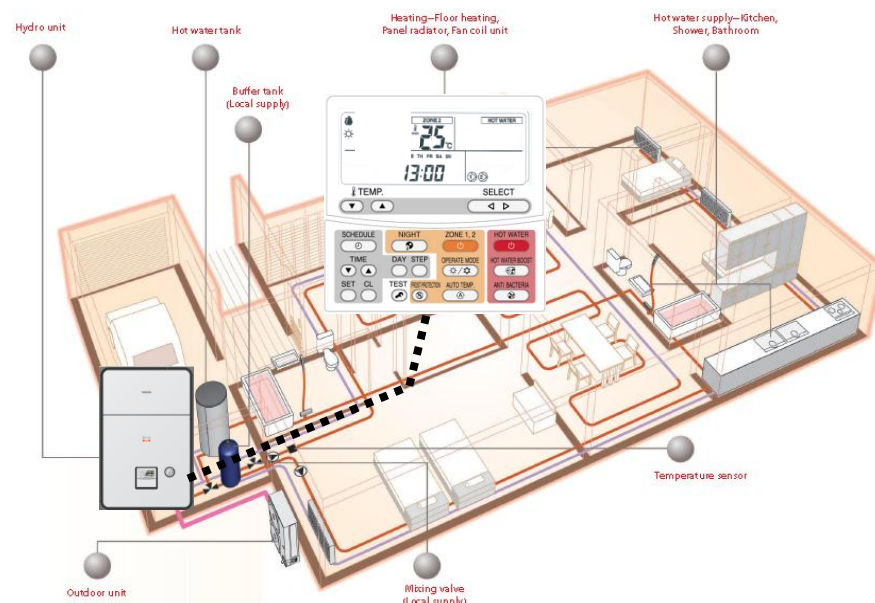 Hydro unit
Hot water tank
Heating—Floor heating,
Panel radiator, Fan coil unit
Hot water supply—Kitchen,
Shower, Bathroom
Buffer tank
(Local supply)
ZONE 2
HOT WATER
25 °C
TH FR SA SU
13:00
① ②
TEMP.
SELECT
SCHEDULE
NIGHT
ZONE 1, 2
HOT WATER
TIME
DAY STEP
OPERATE MODE
HOT WATER BOOST
SET CL
TEST
FROST PROTECTION
AUTO TEMP.
ANTI BACTERIA
Temperature sensor
Outdoor unit
Mixing valve
(Local supply)